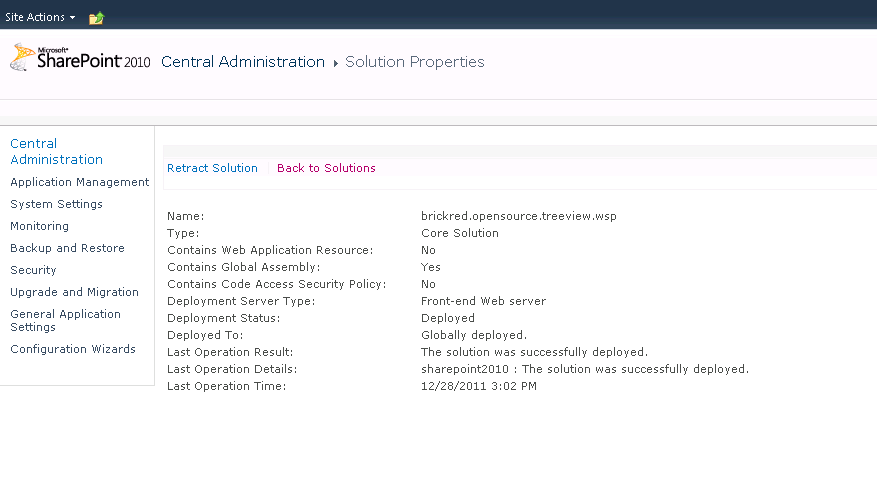 Site Actions
Microsoft®
SharePoint® 2010 Central Administration Solution Properties
Central
Administration
Application Management
System Settings
Monitoring
Backup and Restore
Security
Upgrade and Migration
General Application
Settings
Configuration Wizards
Retract Solution Back to Solutions
Name: brickred.opensource.treeview.wsp
Type: Core Solution
Contains Web Application Resource: No
Contains Global Assembly: Yes
Contains Code Access Security Policy: No
Deployment Server Type: Front-end Web server
Deployment Status: Deployed
Deployed To: Globally deployed.
Last Operation Result: The solution was successfully deployed.
Last Operation Details: sharepoint2010 : The solution was successfully deployed.
Last Operation Time: 12/28/2011 3:02 PM